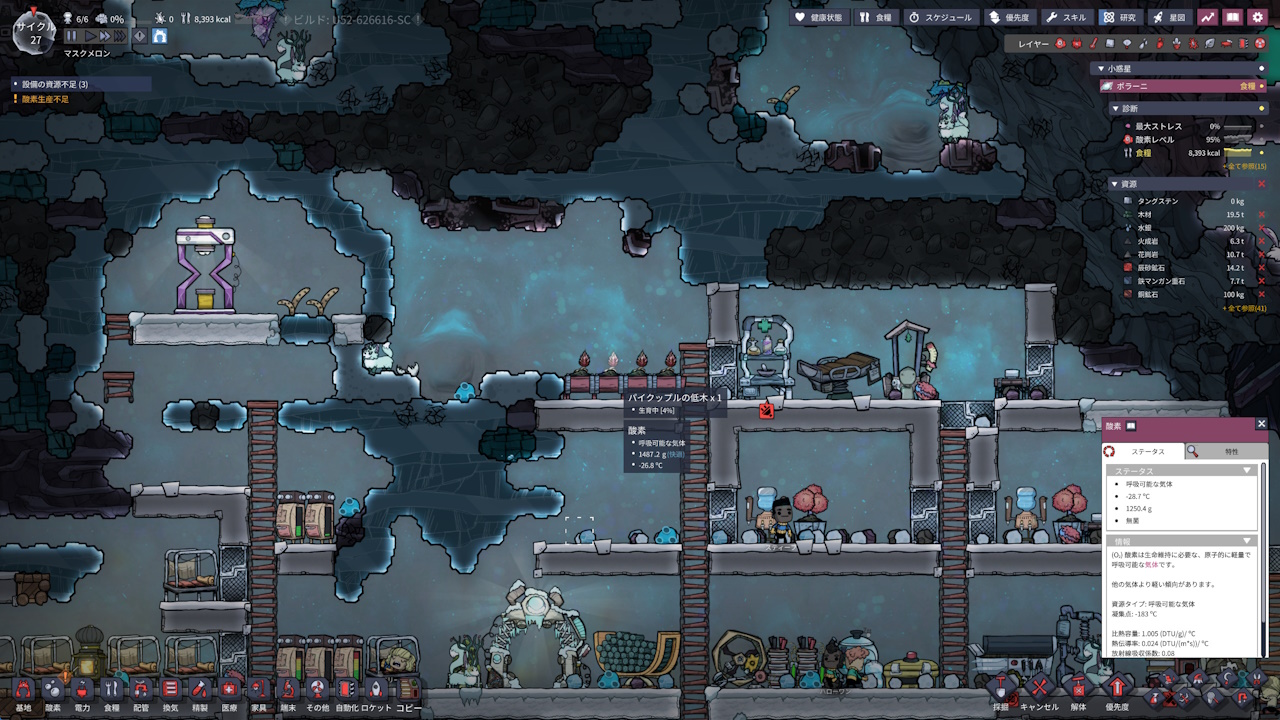 サイクル
27
6/6
0%
0
8,393 kcal
ビルド: U52-626616-SC
マスクメロン
設備の資源不足 (3)
酸素生産不足
健康状態
食糧
スケジュール
優先度
スキル
研究
星図
レイヤー
小惑星
ボラーニ
食糧
診断
最大ストレス 0%
酸素レベル 95%
食糧 8,393 kcal
+ 全て参照(15)
資源
タングステン 0 kg
木材 19.5 t
水銀 200 kg
火成岩 6.3 t
花崗岩 10.7 t
辰砂鉱石 14.2 t
鉄マンガン重石 7.7 t
銅鉱石 100 kg
+ 全て参照(41)
パイクップルの低木 x 1
生育中 [4%]
酸素
呼吸可能な気体
1487.2 g (快適)
-26.8 °C
酸素
ステータス
特性
ステータス
呼吸可能な気体
-28.7 °C
1250.4 g
無菌
情報
(O₂) 酸素は生命維持に必要な、原子的に軽量で
呼吸可能な気体です。
他の気体より軽い傾向があります。
資源タイプ: 呼吸可能な気体
凝集点: -183 °C
比熱容量: 1.005 (DTU/g)/ °C
熱伝導率: 0.024 (DTU/(m*s))/ °C
放射線吸収係数: 0.08
基地
酸素
電力
食糧
配管
換気
精製
医療
家具
端末
その他
自動化
ロケット
コピー
採掘
キャンセル
解体
優先度